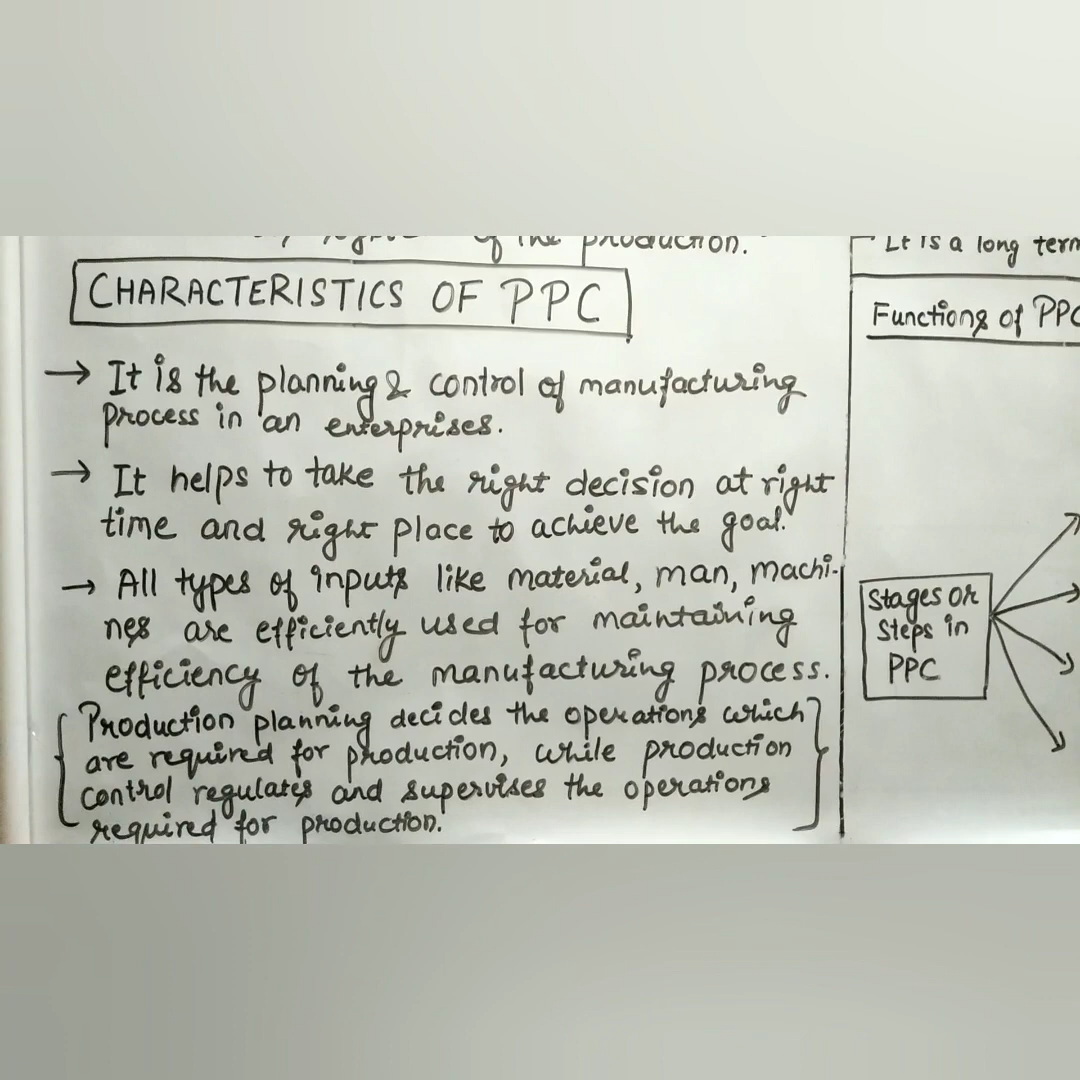 of the production.
CHARACTERISTICS OF PPC
→ It is the planning & control of manufacturing
process in an enterprises.
→ It helps to take the right decision at right
time and right place to achieve the goal.
→ All types of inputs like material, man, machi-
nes are efficiently used for maintaining
efficiency of the manufacturing process.
{Production planning decides the operations which
are required for production, while production
control regulates and supervises the operations
required for production.}
It is a long term
Functions of PPC
Stages or
Steps in
PPC